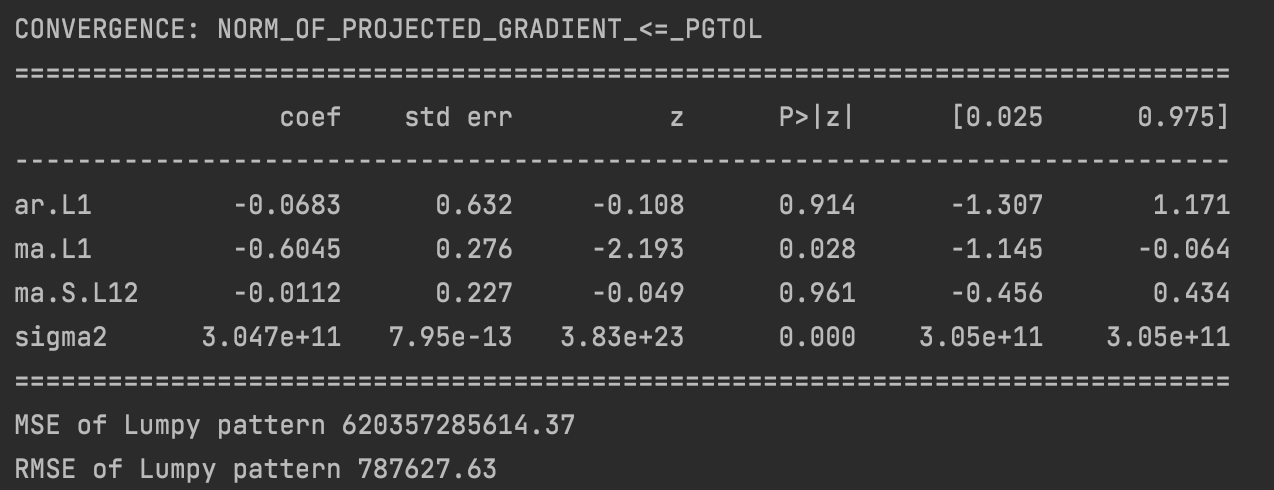 CONVERGENCE: NORM_OF_PROJECTED_GRADIENT_<=_PGTOL
==============================================================================
                 coef    std err          z      P>|z|      [0.025      0.975]
------------------------------------------------------------------------------
ar.L1         -0.0683      0.632     -0.108      0.914      -1.307       1.171
ma.L1         -0.6045      0.276     -2.193      0.028      -1.145      -0.064
ma.S.L12      -0.0112      0.227     -0.049      0.961      -0.456       0.434
sigma2      3.047e+11   7.95e-13   3.83e+23      0.000    3.05e+11    3.05e+11
==============================================================================
MSE of Lumpy pattern 620357285614.37
RMSE of Lumpy pattern 787627.63